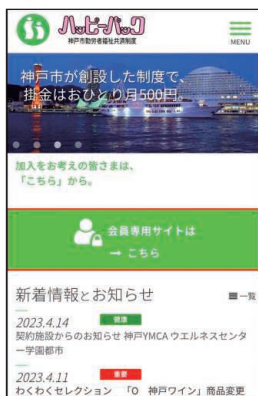 ハッピーパック
神戸市勤労者福祉共済制度
MENU
神戸市が創設した制度で、
掛金はおひとり月500円。
加入をお考えの皆さまは、
「こちら」から。
会員専用サイトは
→ こちら
新着情報とお知らせ
一覧
2023.4.14 健康
契約施設からのお知らせ 神戸YMCA ウエルネスセンタ
ー学園都市
2023.4.11 重要
わくわくセレクション 「O 神戸ワイン」商品変更